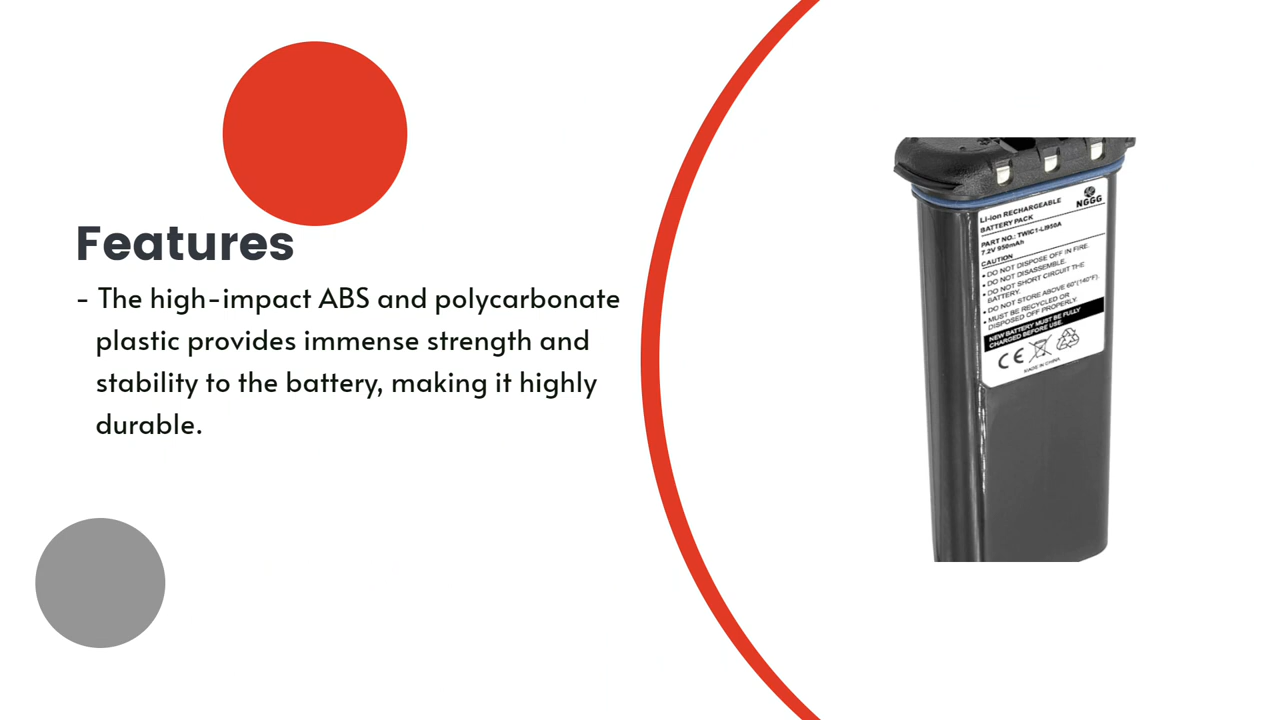 Features
- The high-impact ABS and polycarbonate
plastic provides immense strength and
stability to the battery, making it highly
durable.
NGGG
Li-ion RECHARGEABLE
BATTERY PACK
PART NO.: TWIC1-LI950A
7.2V 950mAh
CAUTION
• DO NOT DISPOSE OFF IN FIRE.
• DO NOT DISASSEMBLE.
• DO NOT SHORT CIRCUIT THE
BATTERY.
• DO NOT STORE ABOVE 60°(140°F).
• MUST BE RECYCLED OR
DISPOSED OFF PROPERLY
NEW BATTERY MUST BE FULLY
CHARGED BEFORE USE.
CE
MADE IN CHINA